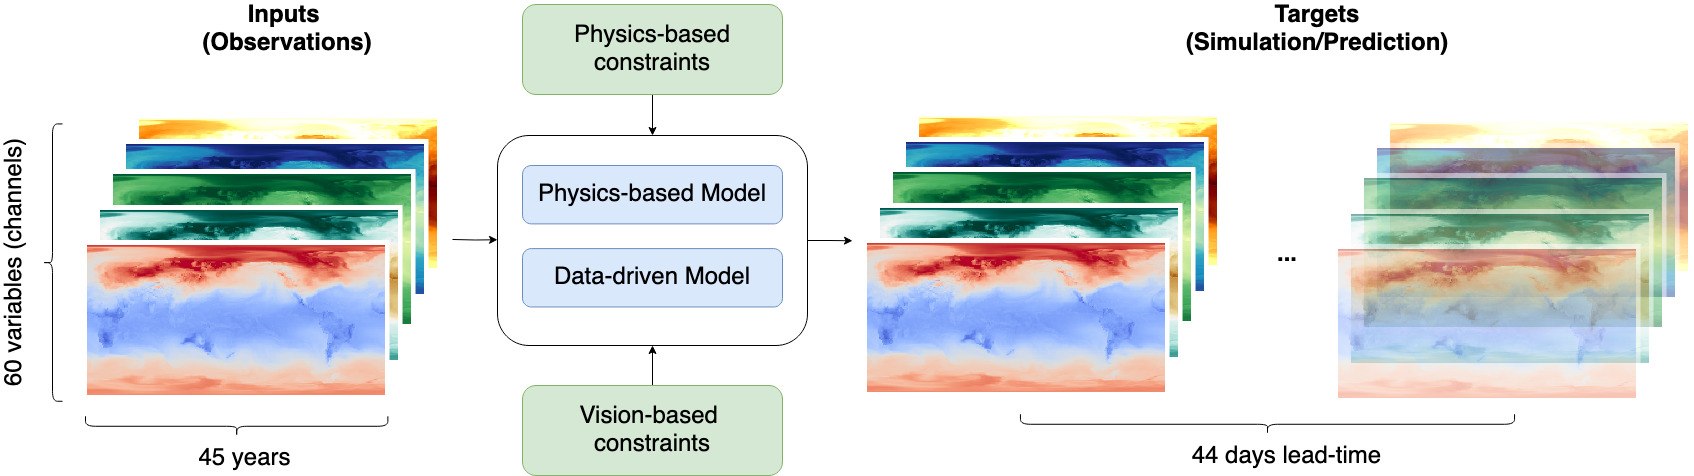 Inputs
(Observations)
60 variables (channels)
45 years
Physics-based
constraints
Physics-based Model
Data-driven Model
Vision-based
constraints
Targets
(Simulation/Prediction)
...
44 days lead-time